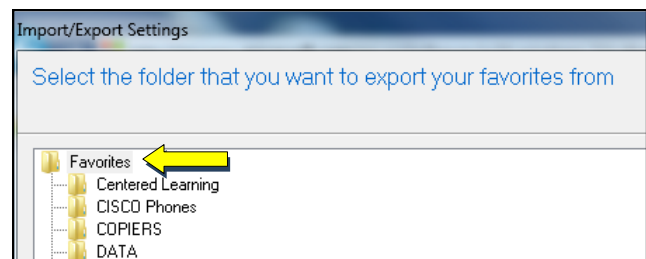 Import/Export Settings
Select the folder that you want to export your favorites from
Favorites
Centered Learning
CISCO Phones
COPIERS
DATA